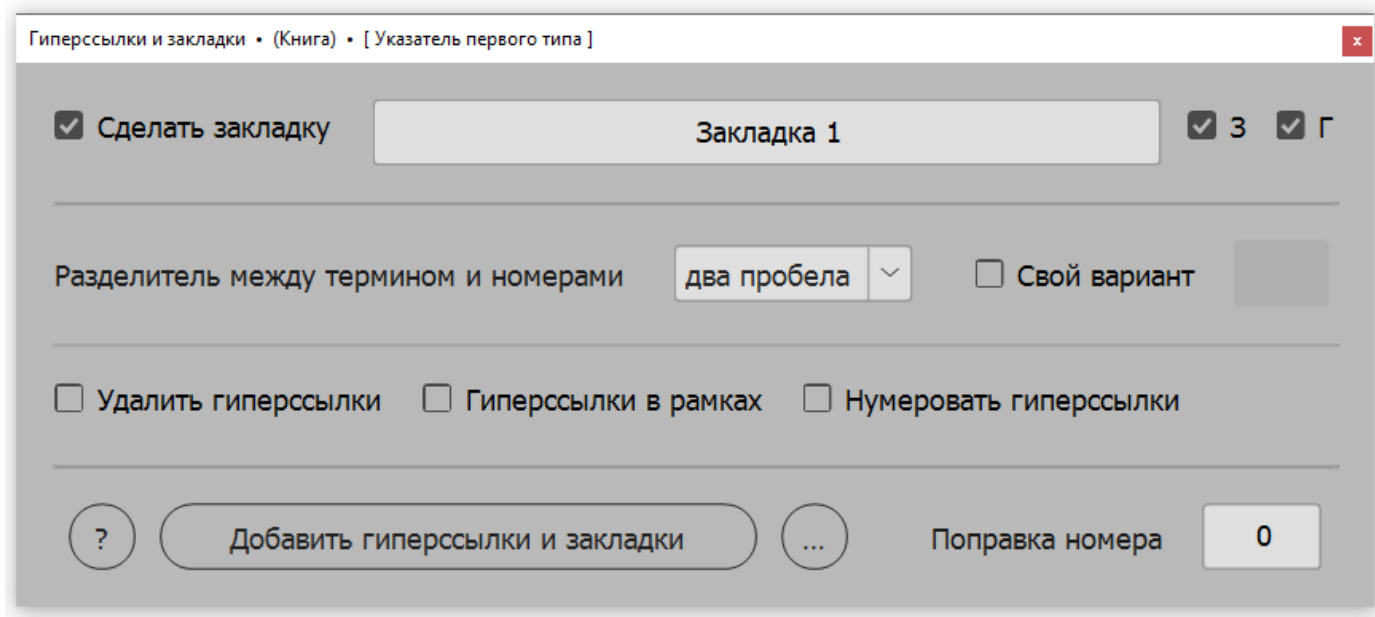 Гиперссылки и закладки • (Книга) • [ Указатель первого типа ] x
Сделать закладку Закладка 1 З Г
Разделитель между термином и номерами два пробела Свой вариант
Удалить гиперссылки Гиперссылки в рамках Нумеровать гиперссылки
? Добавить гиперссылки и закладки ... Поправка номера 0